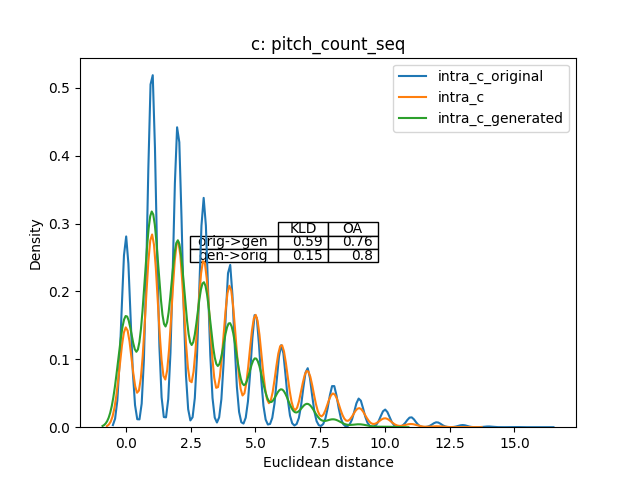 c: pitch_count_seq
intra_c_original
intra_c
intra_c_generated
KLD OA
orig->gen 0.59 0.76
gen->orig 0.15 0.8
Density
0.5
0.4
0.3
0.2
0.1
0.0
0.0 2.5 5.0 7.5 10.0 12.5 15.0
Euclidean distance